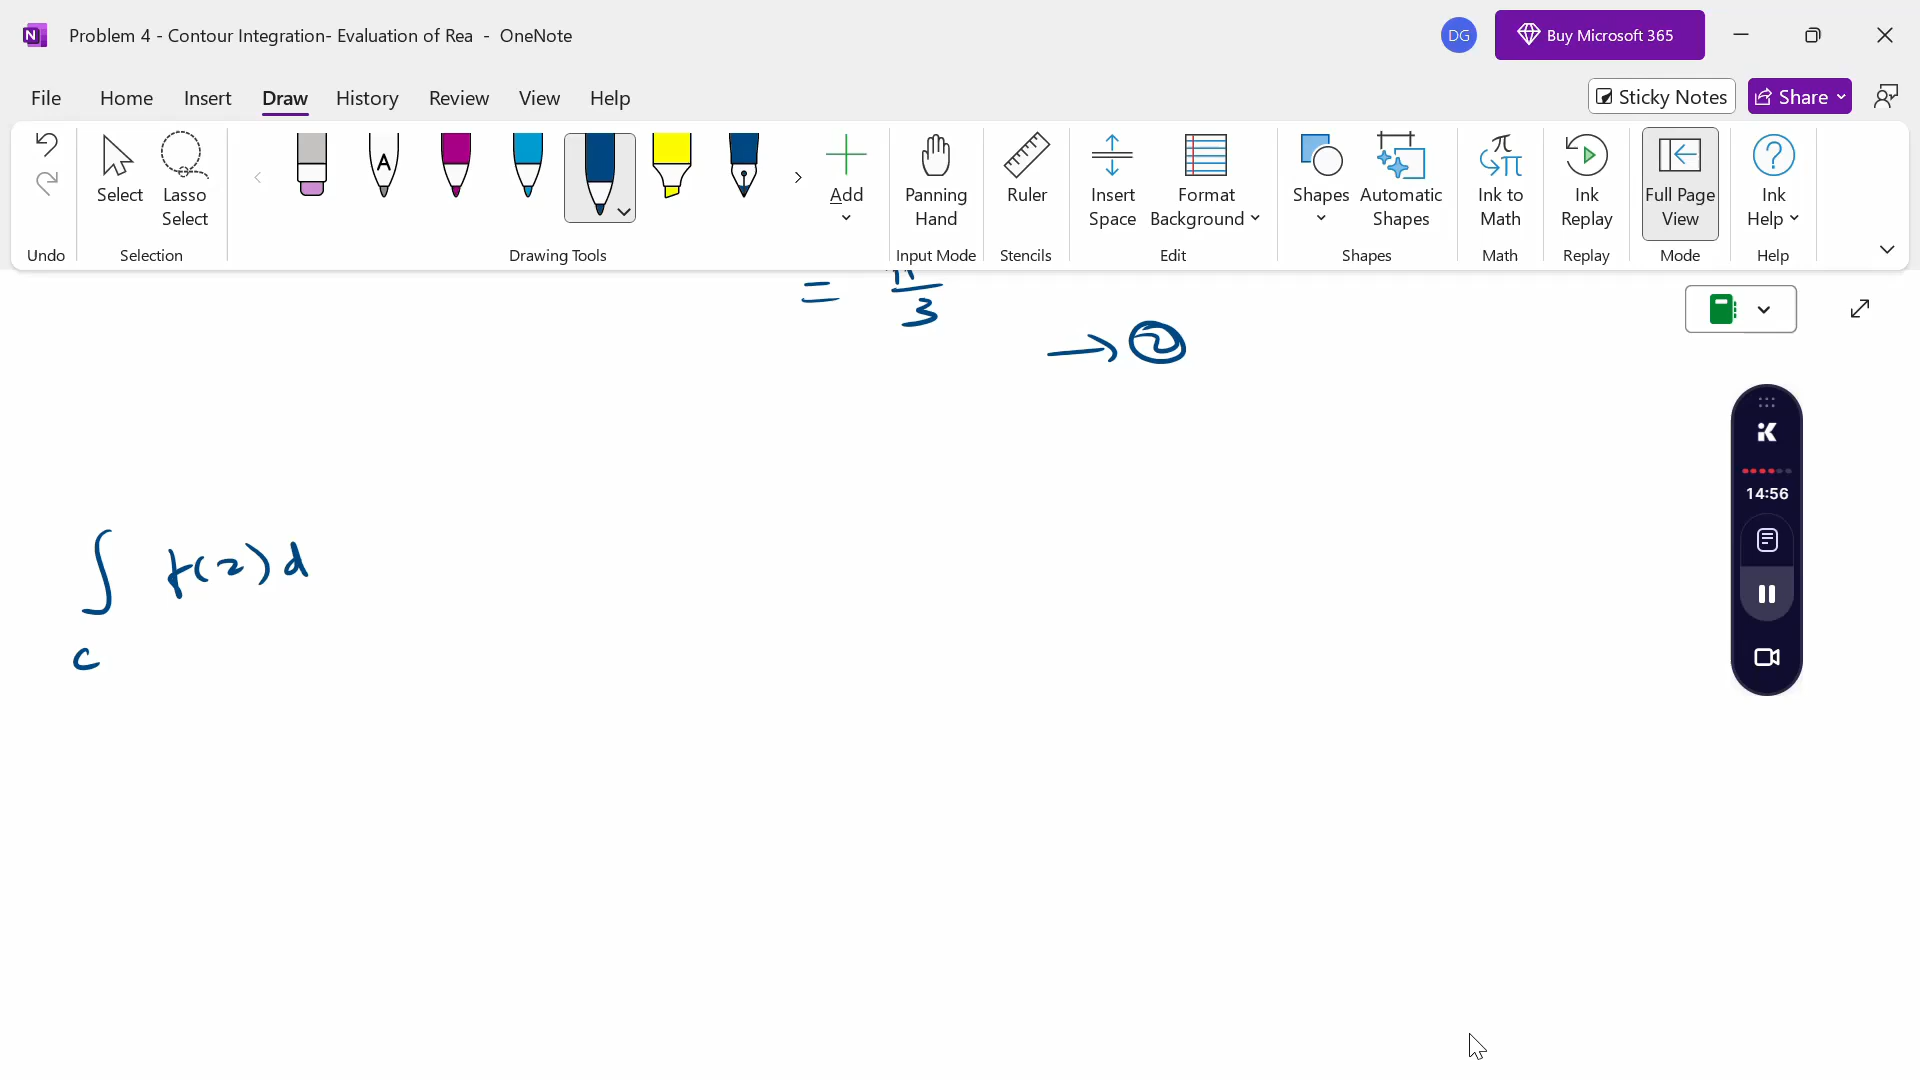 Problem 4 - Contour Integration- Evaluation of Rea - OneNote
DG
Buy Microsoft 365
File Home Insert Draw History Review View Help
Sticky Notes
Share
Select
Lasso Select
A
Add
Panning Hand
Ruler
Insert Space
Format Background
Shapes
Automatic Shapes
Ink to Math
Ink Replay
Full Page View
Ink Help
Undo Selection Drawing Tools Input Mode Stencils Edit Shapes Math Replay Mode Help
= π/3
→ ②
14:56
∫ f(z) d
c